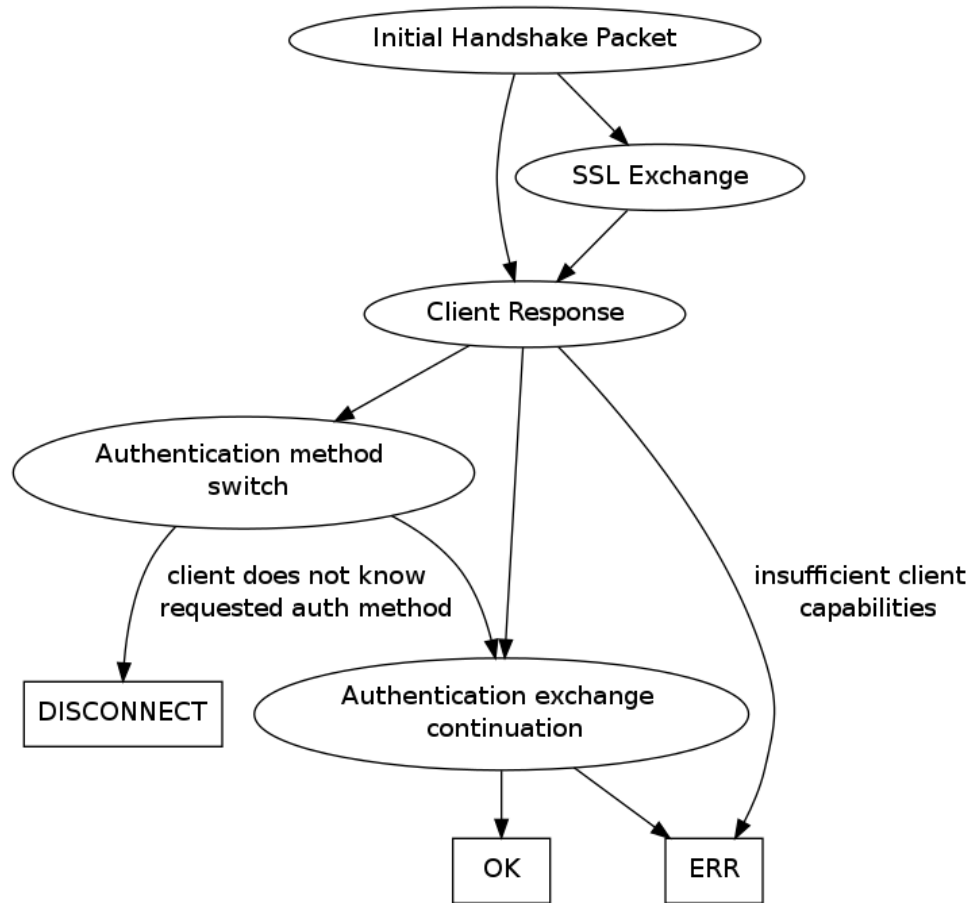 Initial Handshake Packet
SSL Exchange
Client Response
Authentication method
switch
client does not know
requested auth method
insufficient client
capabilities
DISCONNECT
Authentication exchange
continuation
OK
ERR